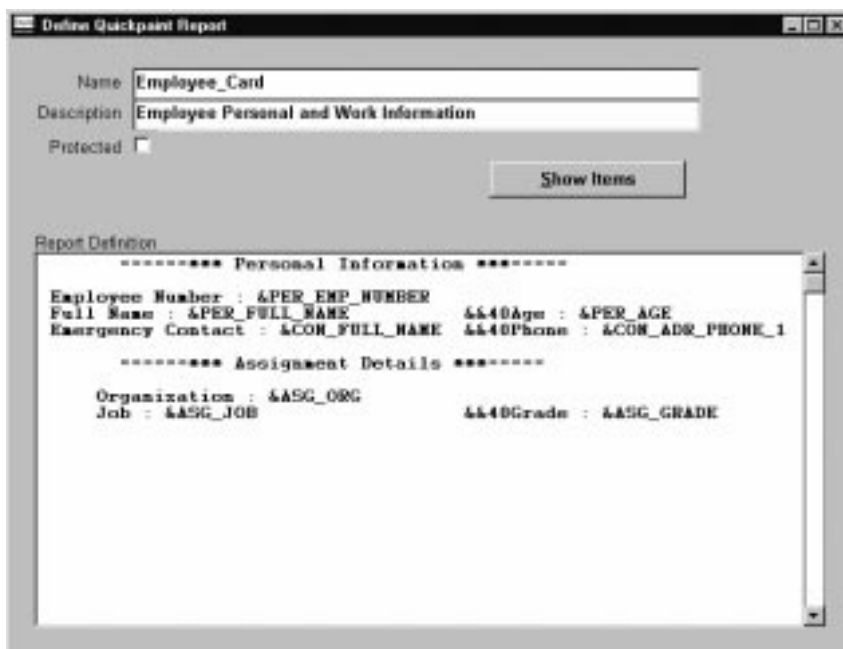 Define Quickpaint Report
Name Employee_Card
Description Employee Personal and Work Information
Protected
Show Items
Report Definition
------*** Personal Information ***-----
Employee Number : &PER_EMP_NUMBER
Full Name : &PER_FULL_NAME &&40Age : &PER_AGE
Emergency Contact : &CON_FULL_NAME &&40Phone : &CON_ADR_PHONE_1
------*** Assignment Details ***-----
Organization : &ASG_ORG
Job : &ASG_JOB &&40Grade : &ASG_GRADE